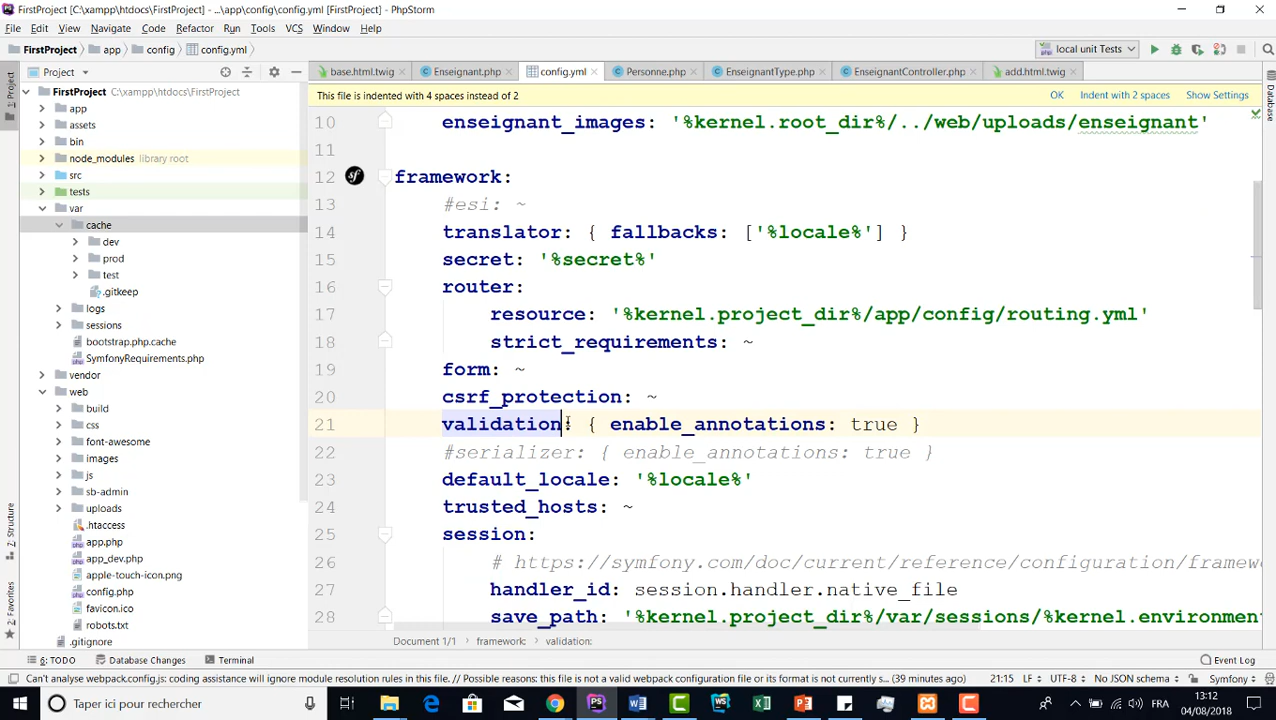 FirstProject [C:\xampp\htdocs\FirstProject] - ...\app\config\config.yml [FirstProject] - PhpStorm
File Edit View Navigate Code Refactor Run Tools VCS Window Help
FirstProject app config config.yml
local unit Tests
Project
base.html.twig Enseignant.php config.yml Personne.php EnseignantType.php EnseignantController.php add.html.twig
This file is indented with 4 spaces instead of 2 OK Indent with 2 spaces Show Settings
1: Project
7: Structure
2: Favorites
Database
FirstProject C:\xampp\htdocs\FirstProject
app
assets
bin
node_modules library root
src
tests
var
cache
dev
prod
test
.gitkeep
logs
sessions
bootstrap.php.cache
SymfonyRequirements.php
vendor
web
build
css
font-awesome
images
js
sb-admin
uploads
.htaccess
app.php
app_dev.php
apple-touch-icon.png
config.php
favicon.ico
robots.txt
.gitignore
10 enseignant_images: '%kernel.root_dir%/../web/uploads/enseignant'
11
12 framework:
13 #esi: ~
14 translator: { fallbacks: ['%locale%'] }
15 secret: '%secret%'
16 router:
17 resource: '%kernel.project_dir%/app/config/routing.yml'
18 strict_requirements: ~
19 form: ~
20 csrf_protection: ~
21 validation: { enable_annotations: true }
22 #serializer: { enable_annotations: true }
23 default_locale: '%locale%'
24 trusted_hosts: ~
25 session:
26 # https://symfony.com/doc/current/reference/configuration/framew
27 handler_id: session.handler.native_file
28 save_path: '%kernel.project_dir%/var/sessions/%kernel.environmen
Document 1/1 framework: validation:
6: TODO Database Changes Terminal Event Log
Can't analyse webpack.config.js: coding assistance will ignore module resolution rules in this file. // Possible reasons: this file is not a valid webpack configuration file or its format is not currently s... (39 minutes ago) 21:15 LF UTF-8 No JSON schema Symfony
Taper ici pour rechercher
FRA
13:12
04/08/2018